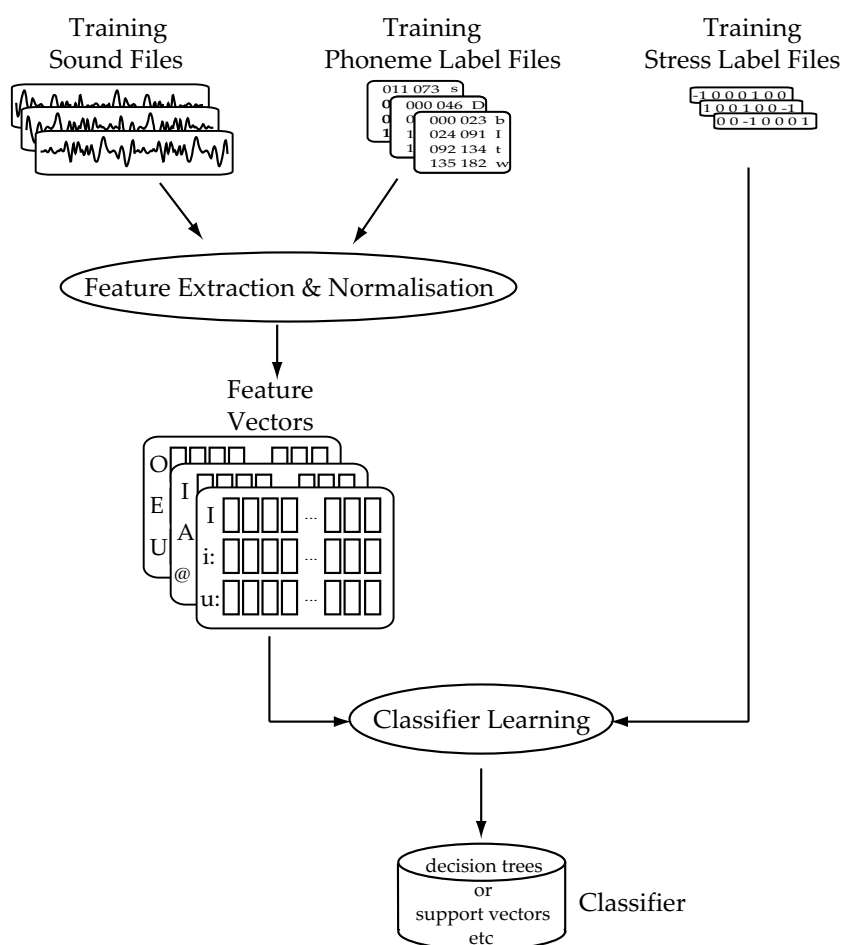 Training
Sound Files
Training
Phoneme Label Files
Training
Stress Label Files
011 073 s
000 046 D
000 023 b
024 091 I
092 134 t
135 182 w
-1 0 0 0 1 0 0
1 0 0 1 0 0 -1
0 0 -1 0 0 0 1
Feature Extraction & Normalisation
Feature
Vectors
O
E
U
I
A
@
I ...
i: ...
u: ...
Classifier Learning
decision trees
or
support vectors
etc
Classifier